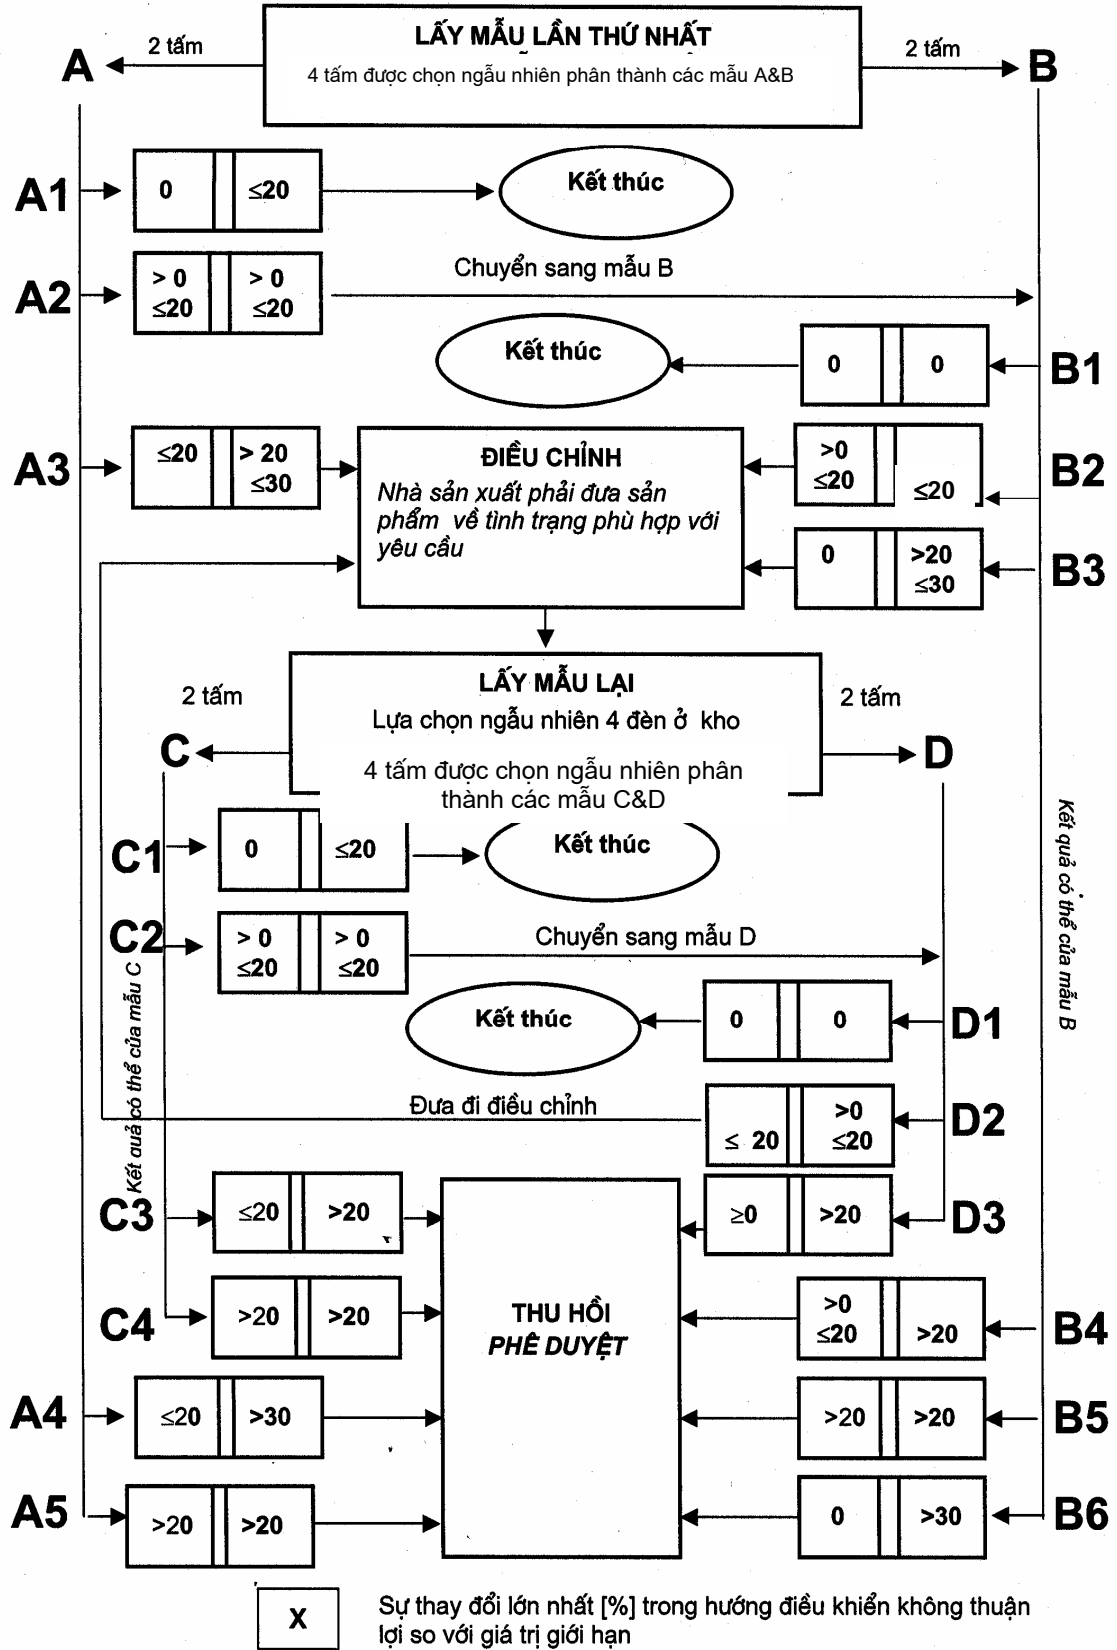 LẤY MẪU LẦN THỨ NHẤT
4 tấm được chọn ngẫu nhiên phân thành các mẫu A&B
A
2 tấm
2 tấm
B
A1
0
≤20
Kết thúc
A2
> 0
≤20
> 0
≤20
Chuyển sang mẫu B
Kết thúc
0
0
B1
A3
≤20
> 20
≤30
ĐIỀU CHỈNH
Nhà sản xuất phải đưa sản
phẩm về tình trạng phù hợp với
yêu cầu
>0
≤20
≤20
B2
0
>20
≤30
B3
2 tấm
LẤY MẪU LẠI
Lựa chọn ngẫu nhiên 4 đèn ở kho
4 tấm được chọn ngẫu nhiên phân
thành các mẫu C&D
2 tấm
C
D
C1
0
≤20
Kết thúc
C2
> 0
≤20
> 0
≤20
Chuyển sang mẫu D
Kết thúc
0
0
D1
Kết quả có thể của mẫu C
Kết quả có thể của mẫu B
Đưa đi điều chỉnh
≤ 20
>0
≤20
D2
C3
≤20
>20
≥0
>20
D3
C4
>20
>20
THU HỒI
PHÊ DUYỆT
>0
≤20
>20
B4
A4
≤20
>30
>20
>20
B5
A5
>20
>20
0
>30
B6
X
Sự thay đổi lớn nhất [%] trong hướng điều khiển không thuận
lợi so với giá trị giới hạn